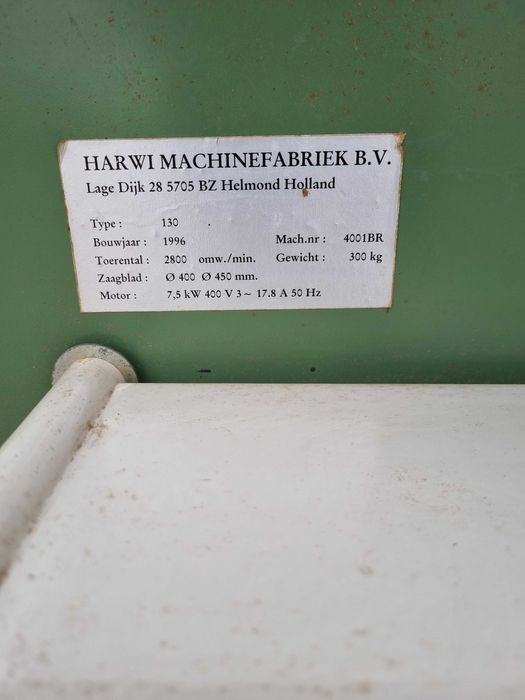 HARWI MACHINEFABRIEK B.V.
Lage Dijk 28 5705 BZ Helmond Holland
Type : 130 .
Bouwjaar : 1996 Mach.nr : 4001BR
Toerental : 2800 omw./min. Gewicht : 300 kg
Zaagblad : Ø 400 Ø 450 mm.
Motor : 7,5 kW 400 V 3~ 17.8 A 50 Hz